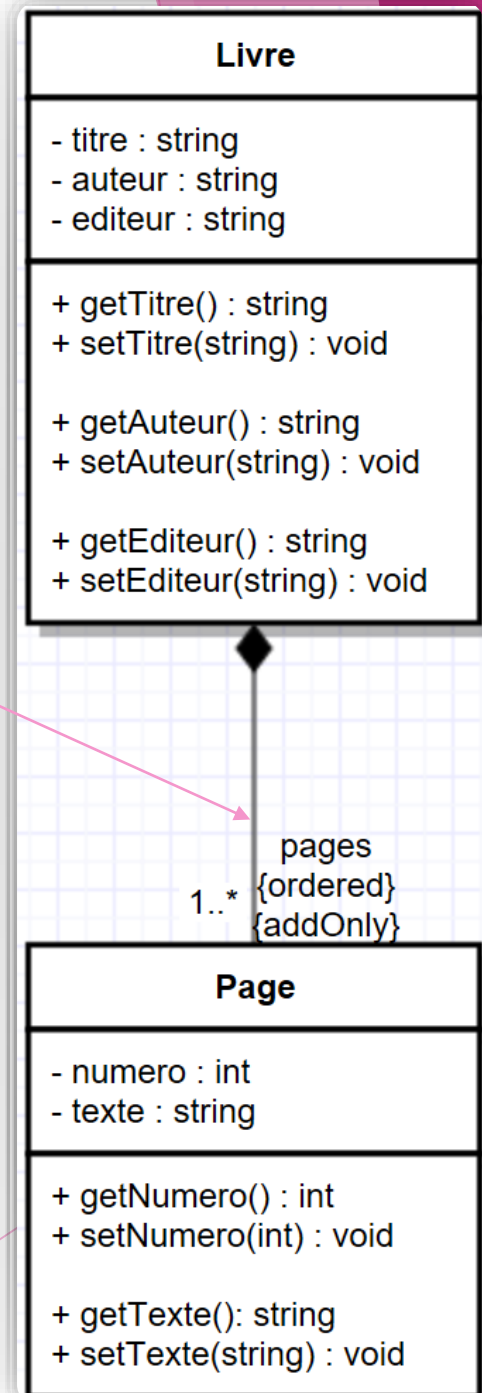 Livre
- titre : string
- auteur : string
- editeur : string
+ getTitre() : string
+ setTitre(string) : void
+ getAuteur() : string
+ setAuteur(string) : void
+ getEditeur() : string
+ setEditeur(string) : void
pages
1..* {ordered}
{addOnly}
Page
- numero : int
- texte : string
+ getNumero() : int
+ setNumero(int) : void
+ getTexte(): string
+ setTexte(string) : void